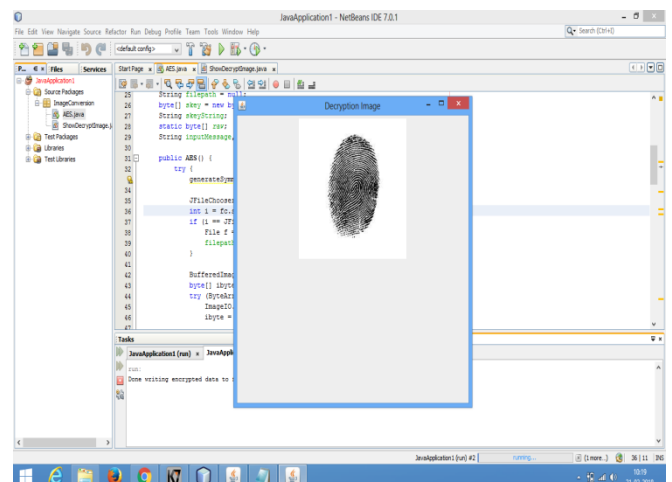 JavaApplication1 - NetBeans IDE 7.0.1
File Edit View Navigate Source Refactor Run Debug Profile Team Tools Window Help
Search (Ctrl+I)
<default config>
Files Services
Start Page AES.java ShowDecryptImage.java
JavaApplication1
Source Packages
ImageConversion
AES.java
ShowDecryptImage.j
Test Packages
Libraries
Test Libraries
25 String filepath = null;
26 byte[] skey = new by
27 String skeyString;
28 static byte[] raw;
29 String inputMessage,
30
31 public AES() {
32 try {
generateSymm
34
35 JFileChooser
36 int i = fc.
37 if (i == JFi
38 File f =
39 filepath
40 }
41
42 BufferedImag
43 byte[] ibyte
44 try (ByteArr
45 ImageIO.
46 ibyte =
47
Decryption Image
Tasks
JavaApplication1 (run) JavaAppli
run:
Done writing encrypted data to
JavaApplication1 (run) #2 running... (1 more...) 36 | 11 INS
10:19